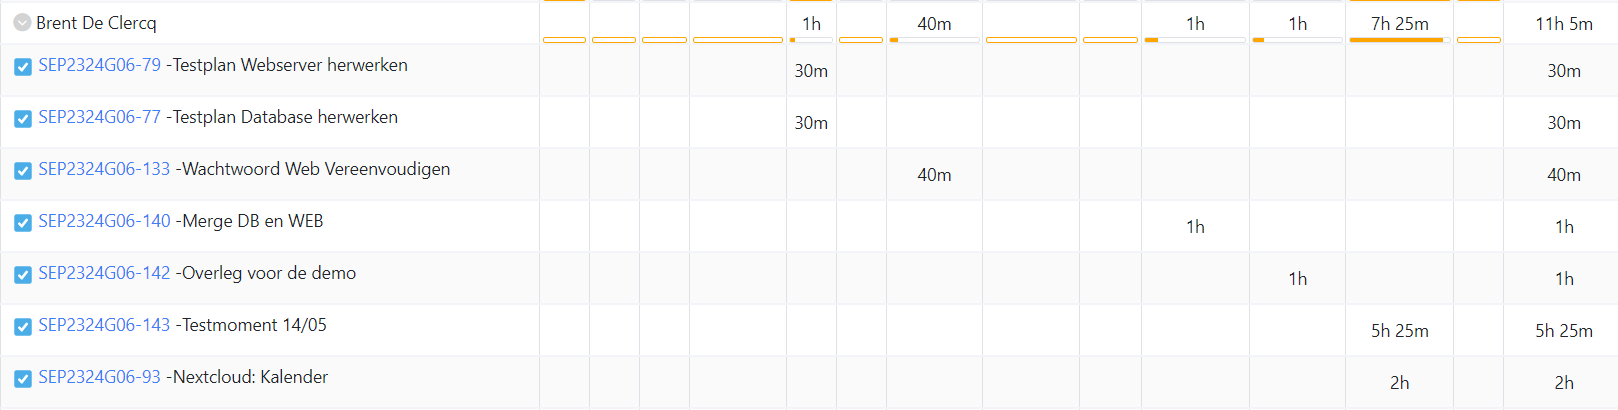 Brent De Clercq 1h 40m 1h 1h 7h 25m 11h 5m
SEP2324G06-79 -Testplan Webserver herwerken 30m 30m
SEP2324G06-77 -Testplan Database herwerken 30m 30m
SEP2324G06-133 -Wachtwoord Web Vereenvoudigen 40m 40m
SEP2324G06-140 -Merge DB en WEB 1h 1h
SEP2324G06-142 -Overleg voor de demo 1h 1h
SEP2324G06-143 -Testmoment 14/05 5h 25m 5h 25m
SEP2324G06-93 -Nextcloud: Kalender 2h 2h